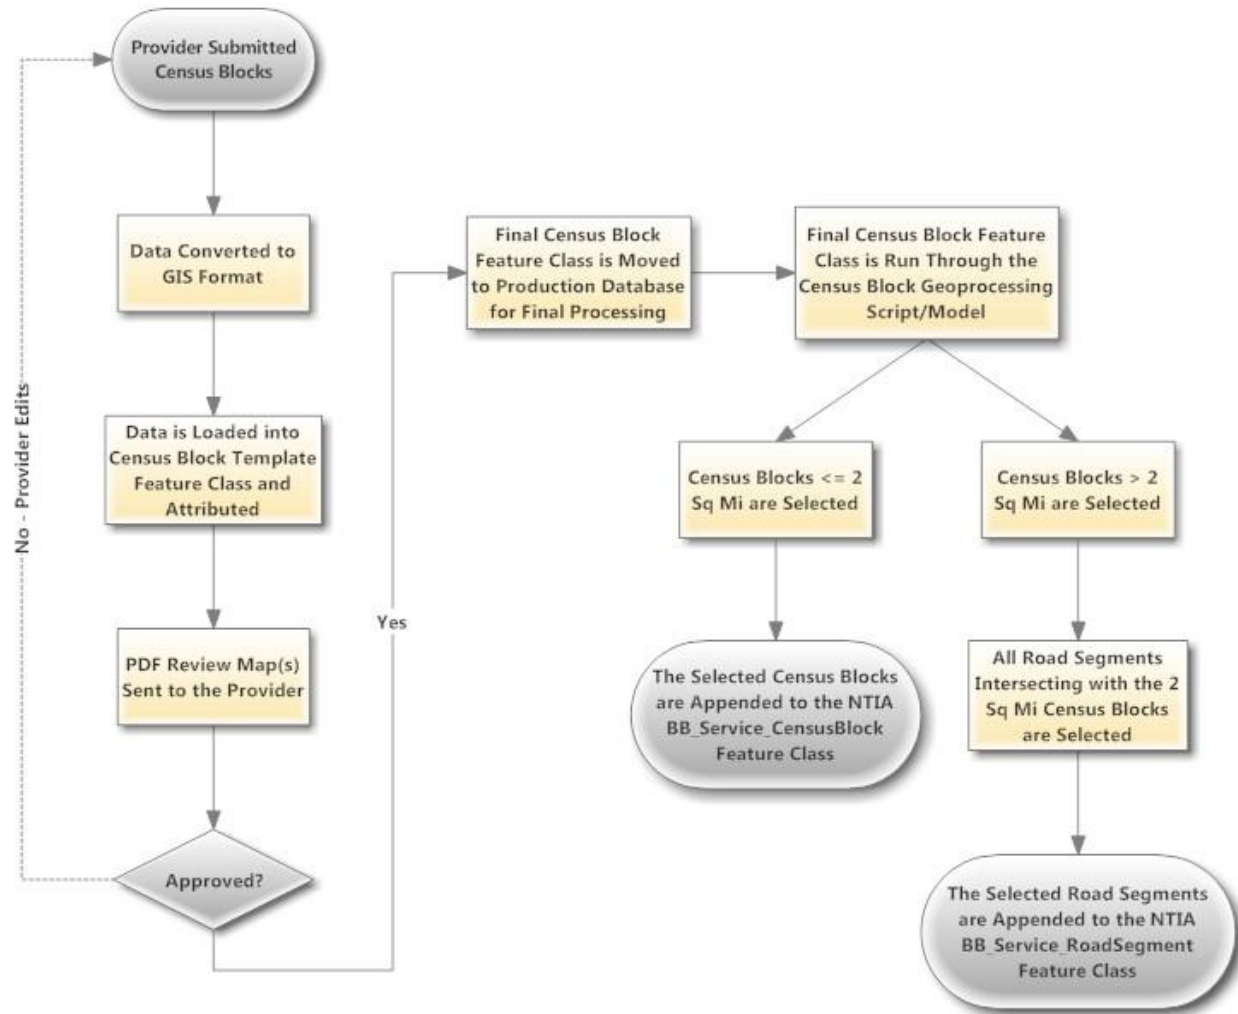 Provider Submitted
Census Blocks
Data Converted to
GIS Format
Data is Loaded into
Census Block Template
Feature Class and
Attributed
PDF Review Map(s)
Sent to the Provider
Approved?
No - Provider Edits
Yes
Final Census Block
Feature Class is Moved
to Production Database
for Final Processing
Final Census Block Feature
Class is Run Through the
Census Block Geoprocessing
Script/Model
Census Blocks <= 2
Sq Mi are Selected
The Selected Census Blocks
are Appended to the NTIA
BB_Service_CensusBlock
Feature Class
Census Blocks > 2
Sq Mi are Selected
All Road Segments
Intersecting with the 2
Sq Mi Census Blocks
are Selected
The Selected Road Segments
are Appended to the NTIA
BB_Service_RoadSegment
Feature Class